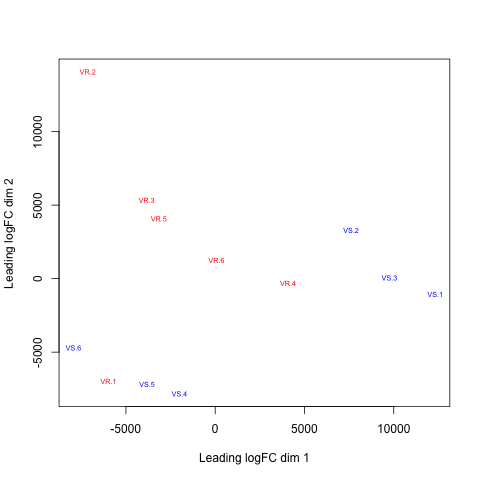 VR.2
VR.3
VR.5
VS.2
VR.6
VS.3
VR.4
VS.1
VS.6
VR.1
VS.5
VS.4
10000
5000
0
-5000
Leading logFC dim 2
-5000 0 5000 10000
Leading logFC dim 1